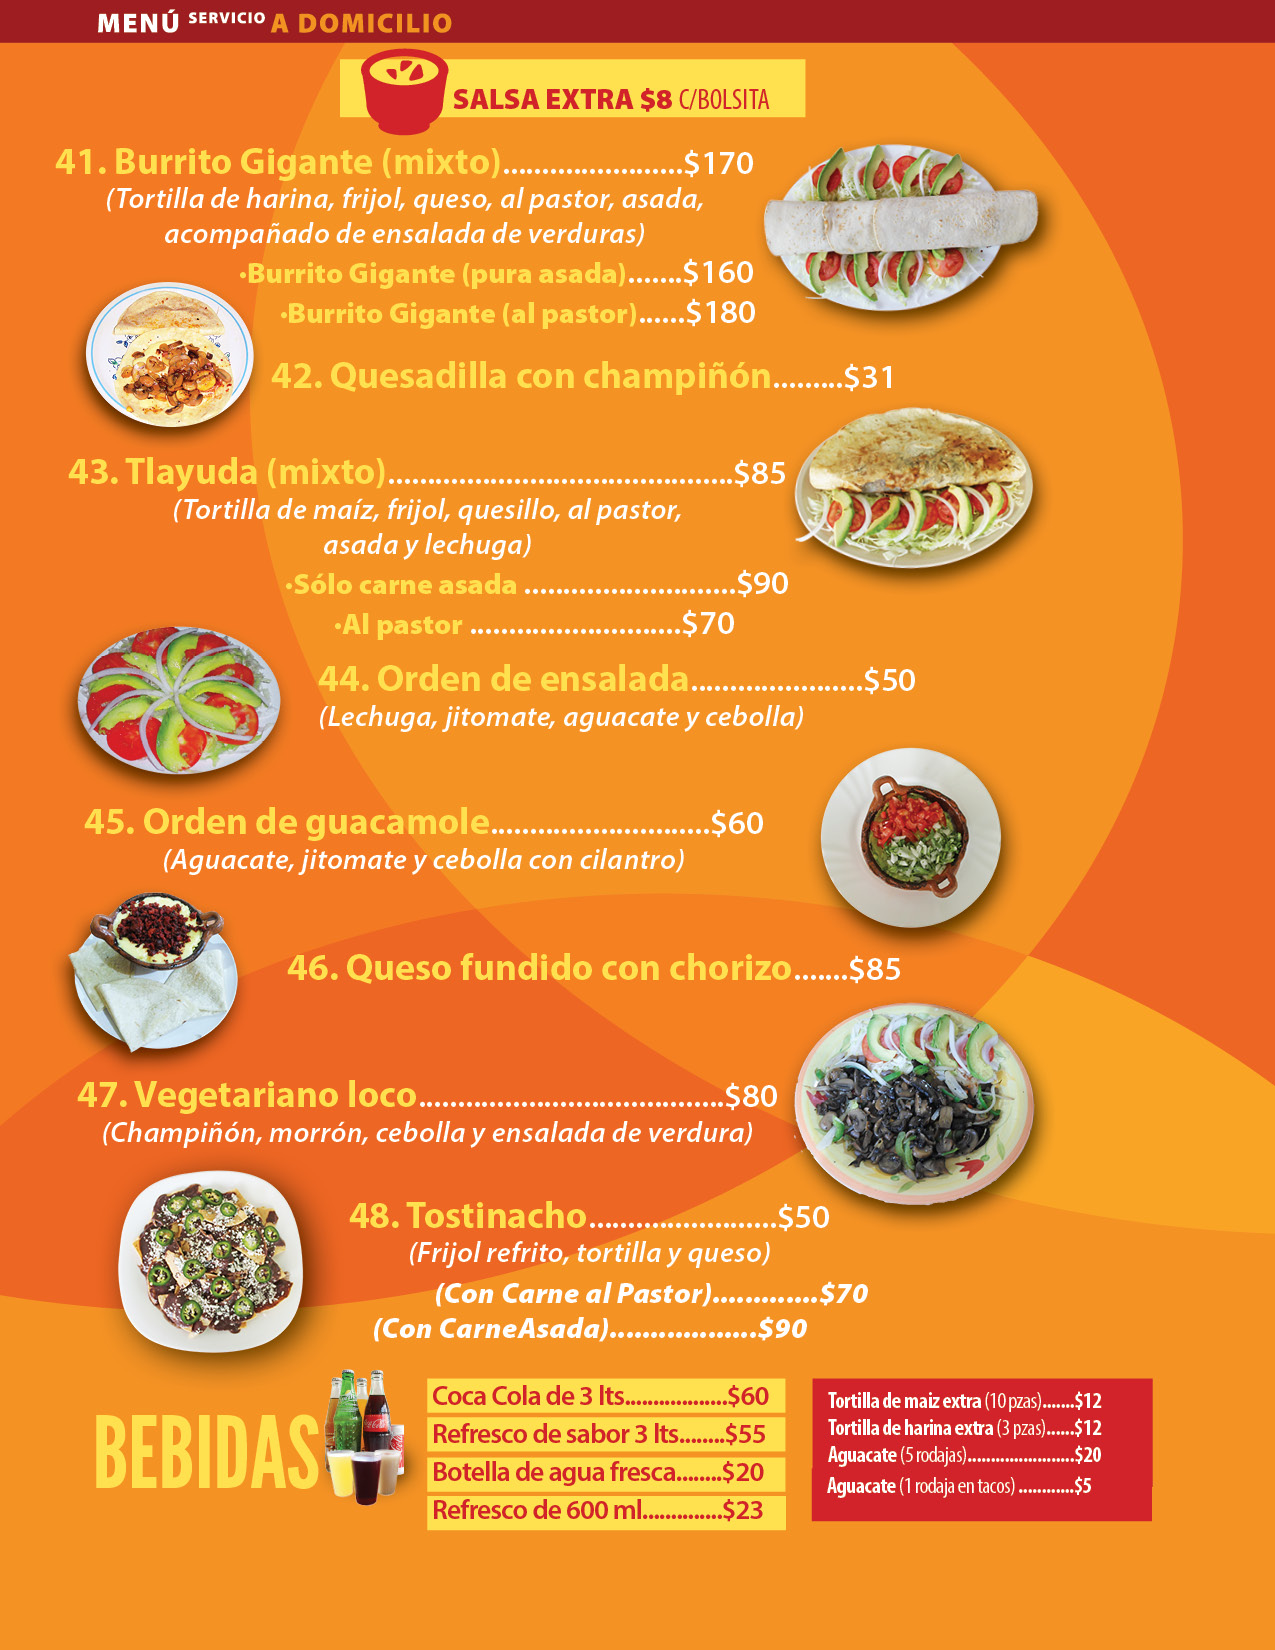 MENÚ SERVICIO A DOMICILIO
SALSA EXTRA $8 C/BOLSITA
41. Burrito Gigante (mixto).......................$170
(Tortilla de harina, frijol, queso, al pastor, asada,
acompañado de ensalada de verduras)
•Burrito Gigante (pura asada).......$160
•Burrito Gigante (al pastor)......$180
42. Quesadilla con champiñón.........$31
43. Tlayuda (mixto)............................................$85
(Tortilla de maíz, frijol, quesillo, al pastor,
asada y lechuga)
•Sólo carne asada ...........................$90
•Al pastor ...........................$70
44. Orden de ensalada......................$50
(Lechuga, jitomate, aguacate y cebolla)
45. Orden de guacamole............................$60
(Aguacate, jitomate y cebolla con cilantro)
46. Queso fundido con chorizo.......$85
47. Vegetariano loco.......................................$80
(Champiñón, morrón, cebolla y ensalada de verdura)
48. Tostinacho........................$50
(Frijol refrito, tortilla y queso)
(Con Carne al Pastor).............$70
(Con CarneAsada)..................$90
BEBIDAS
Coca Cola de 3 lts..................$60
Refresco de sabor 3 lts........$55
Botella de agua fresca........$20
Refresco de 600 ml..............$23
Tortilla de maiz extra (10 pzas).......$12
Tortilla de harina extra (3 pzas)......$12
Aguacate (5 rodajas).......................$20
Aguacate (1 rodaja en tacos) ............$5